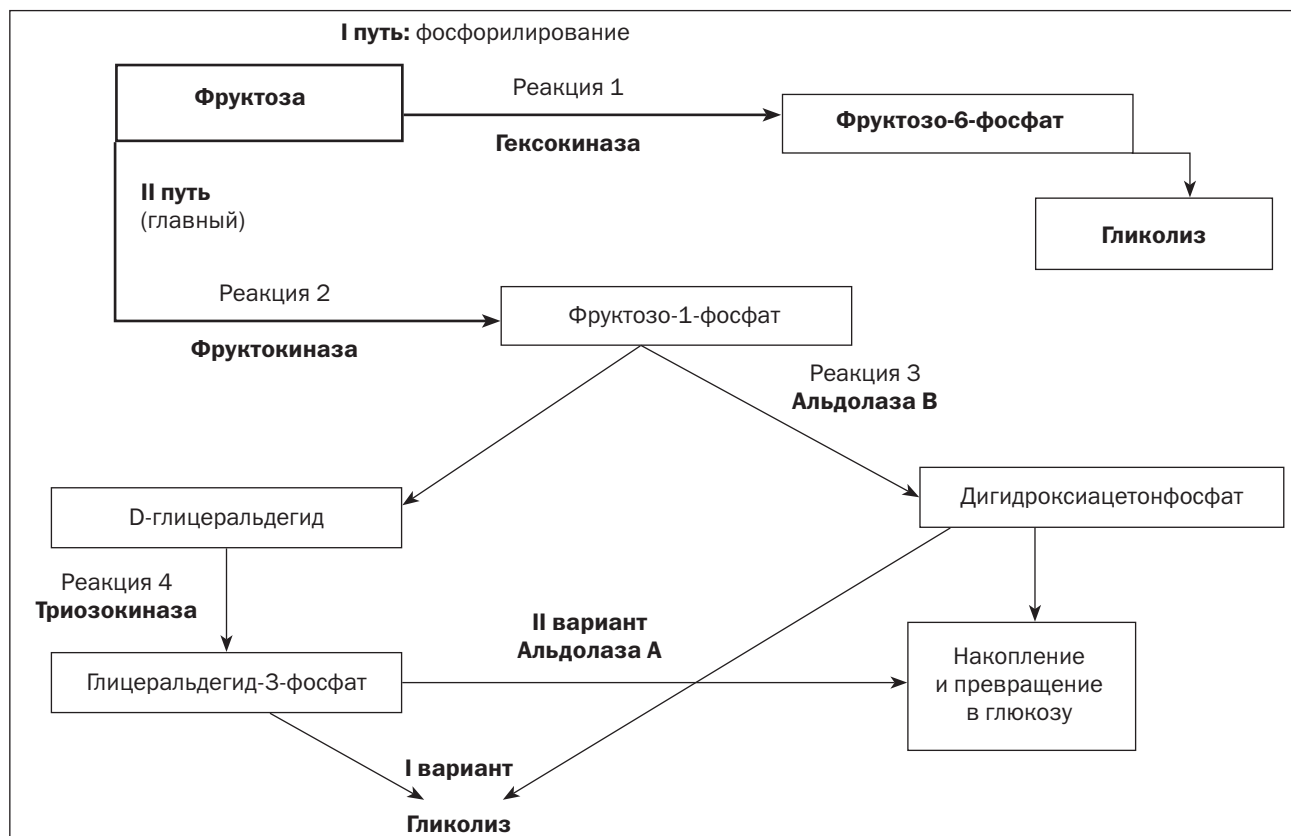 I путь: фосфорилирование
Фруктоза
Реакция 1
Гексокиназа
Фруктозо-6-фосфат
II путь
(главный)
Гликолиз
Реакция 2
Фруктокиназа
Фруктозо-1-фосфат
Реакция 3
Альдолаза В
D-глицеральдегид
Дигидроксиацетонфосфат
Реакция 4
Триозокиназа
II вариант
Альдолаза А
Глицеральдегид-3-фосфат
Накопление
и превращение
в глюкозу
I вариант
Гликолиз